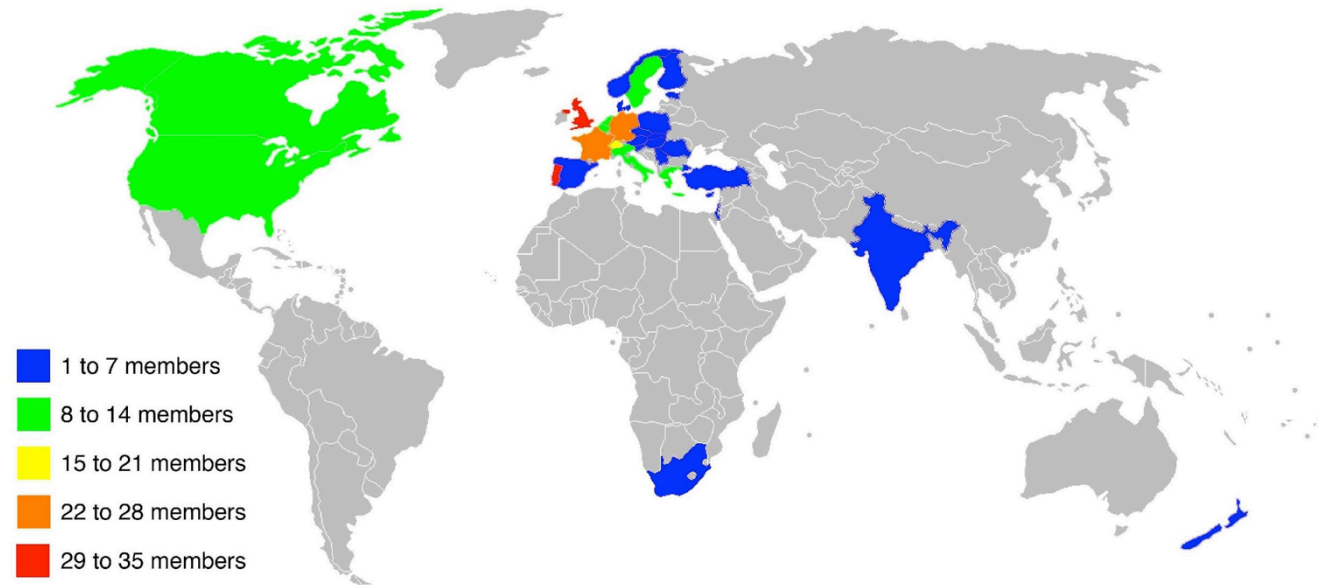 1 to 7 members
8 to 14 members
15 to 21 members
22 to 28 members
29 to 35 members